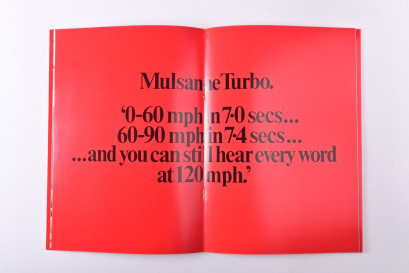 Mulsanne Turbo.
‘0-60 mph in 7·0 secs...
60-90 mph in 7·4 secs...
...and you can still hear every word
at 120 mph.’